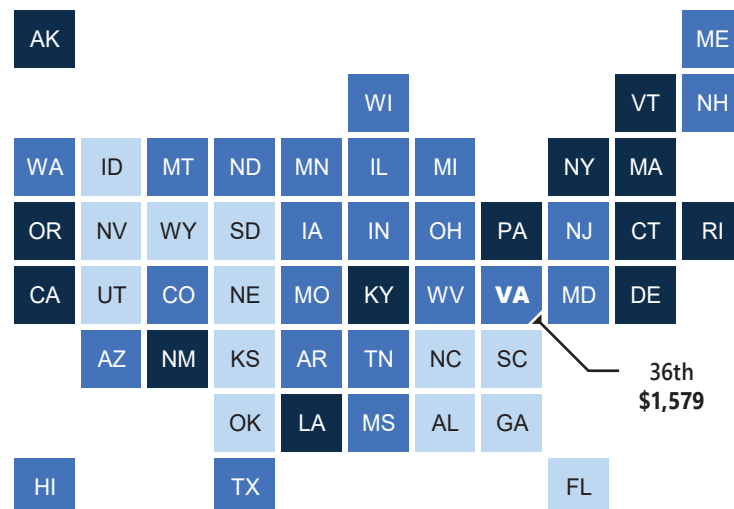 AK ME
WI VT NH
WA ID MT ND MN IL MI NY MA
OR NV WY SD IA IN OH PA NJ CT RI
CA UT CO NE MO KY WV VA MD DE
AZ NM KS AR TN NC SC
36th
$1,579
OK LA MS AL GA
HI TX FL